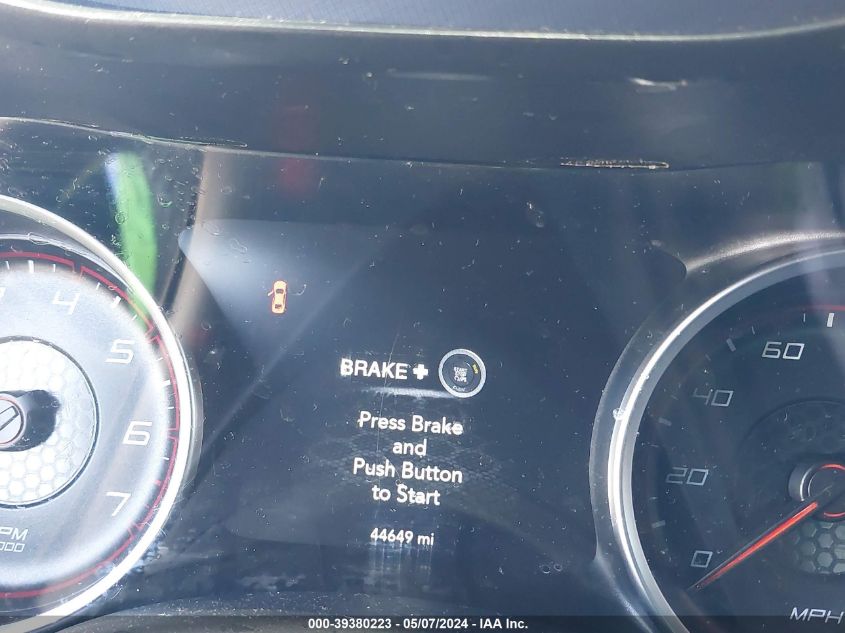 4
5
6
7
BRAKE +
Press Brake
and
Push Button
to Start
44649 mi
60
40
20
0
MPH
000-39380223 - 05/07/2024 - IAA Inc.